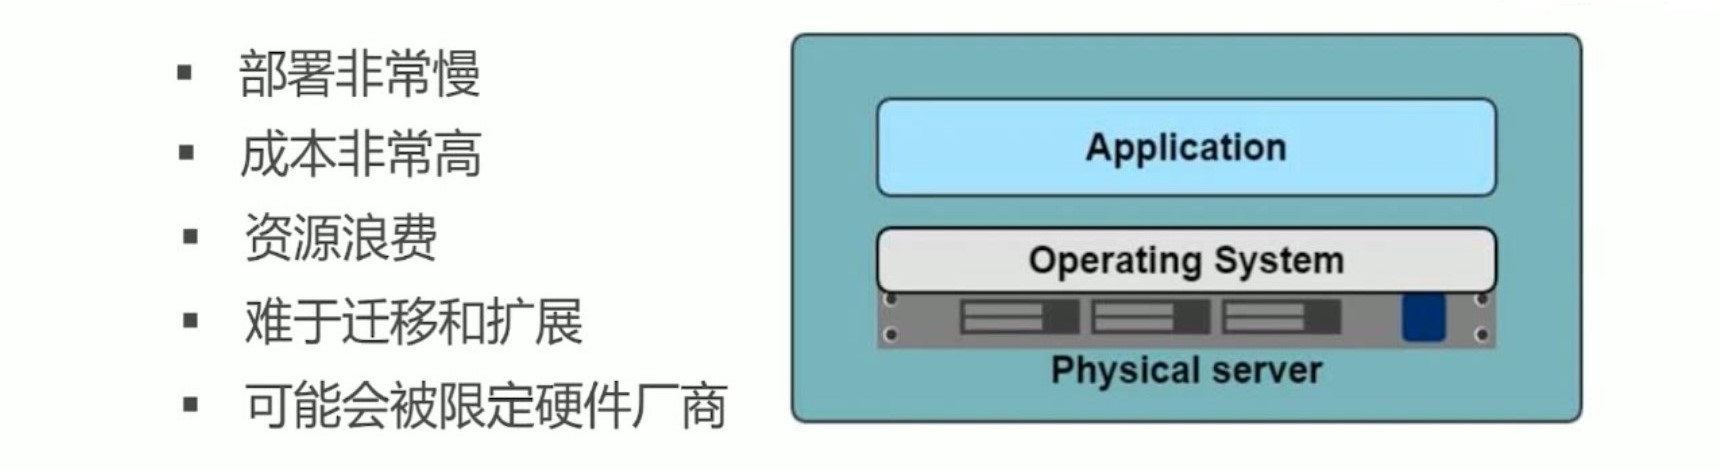 部署非常慢
成本非常高
资源浪费
难于迁移和扩展
可能会被限定硬件厂商
Application
Operating System
Physical server